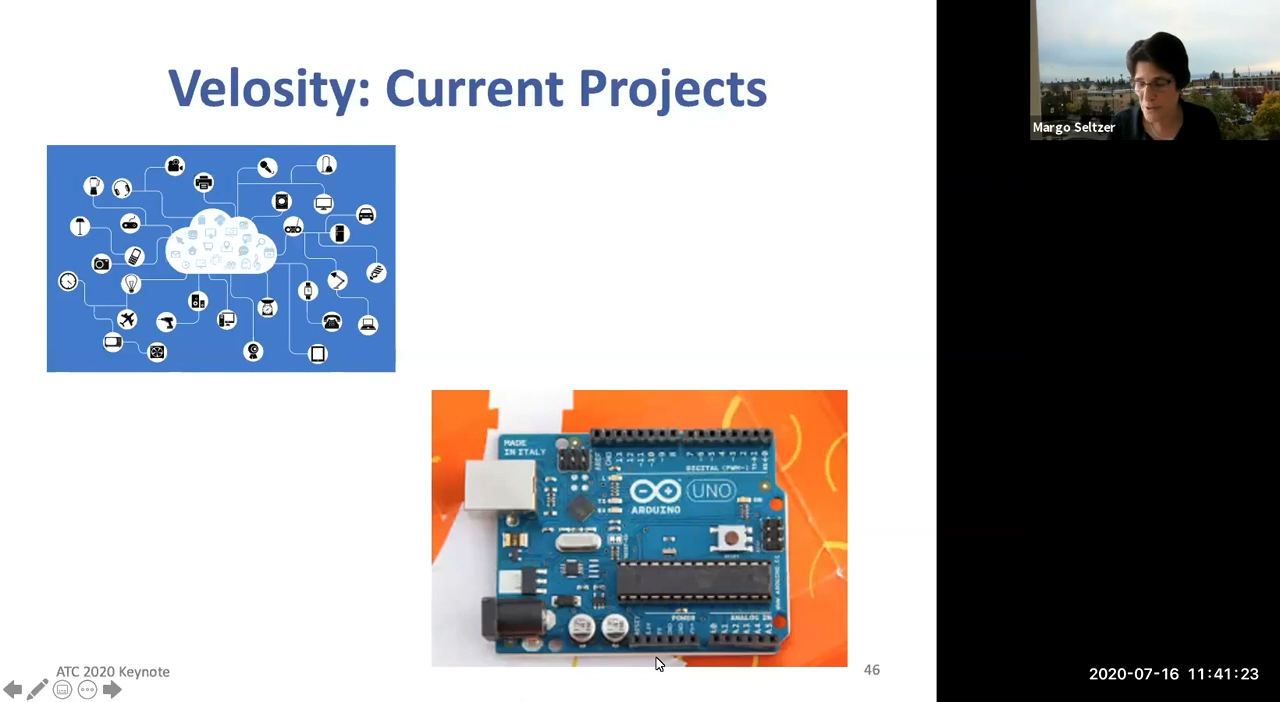 Velosity: Current Projects
Margo Seltzer
MADE
IN ITALY
DIGITAL (PWM~)
UNO
ARDUINO
POWER
ANALOG IN
ATC 2020 Keynote
46
2020-07-16 11:41:23